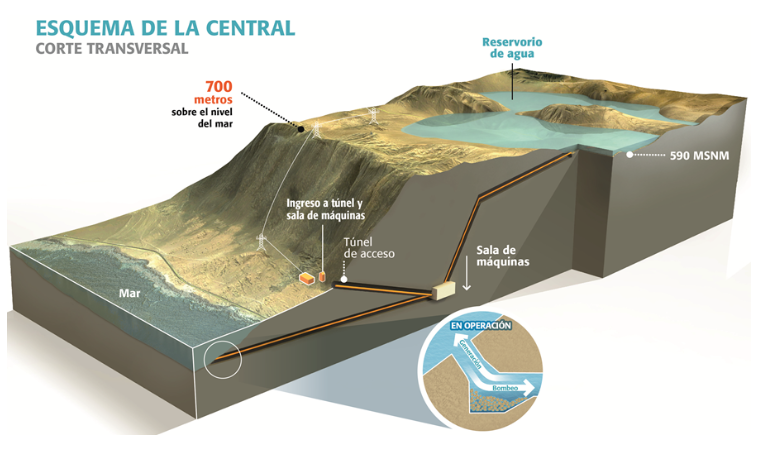 ESQUEMA DE LA CENTRAL
CORTE TRANSVERSAL
Reservorio
de agua
700
metros
sobre el nivel
del mar
590 MSNM
Ingreso a túnel y
sala de máquinas
Túnel
de acceso
Sala de
máquinas
Mar
EN OPERACIÓN
Generación
Bombeo